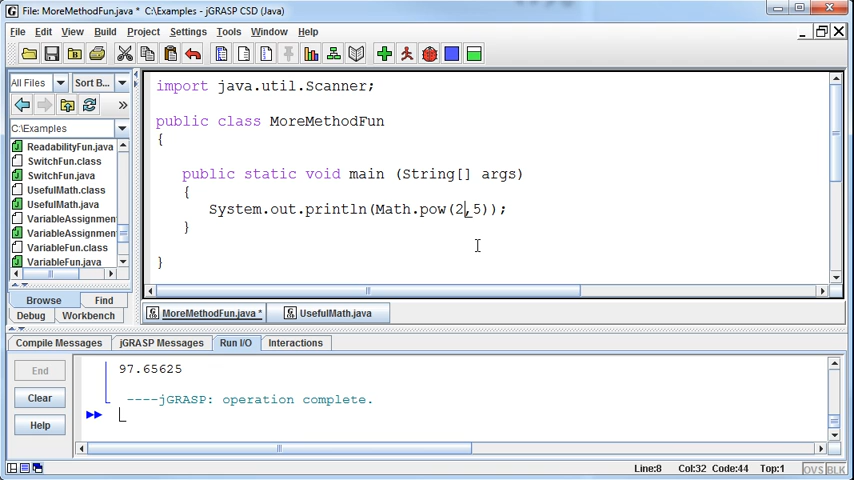 File: MoreMethodFun.java *  C:\Examples - jGRASP CSD (Java)
File Edit View Build Project Settings Tools Window Help
All Files Sort B...
C:\Examples
ReadabilityFun.java
SwitchFun.class
SwitchFun.java
UsefulMath.class
UsefulMath.java
VariableAssignment
VariableAssignment
VariableFun.class
VariableFun.java
Browse Find
Debug Workbench
import java.util.Scanner;
public class MoreMethodFun
{
public static void main (String[] args)
{
System.out.println(Math.pow(2,5));
}
}
MoreMethodFun.java * UsefulMath.java
Compile Messages jGRASP Messages Run I/O Interactions
End
Clear
Help
97.65625
----jGRASP: operation complete.
Line:8 Col:32 Code:44 Top:1 OVS BLK